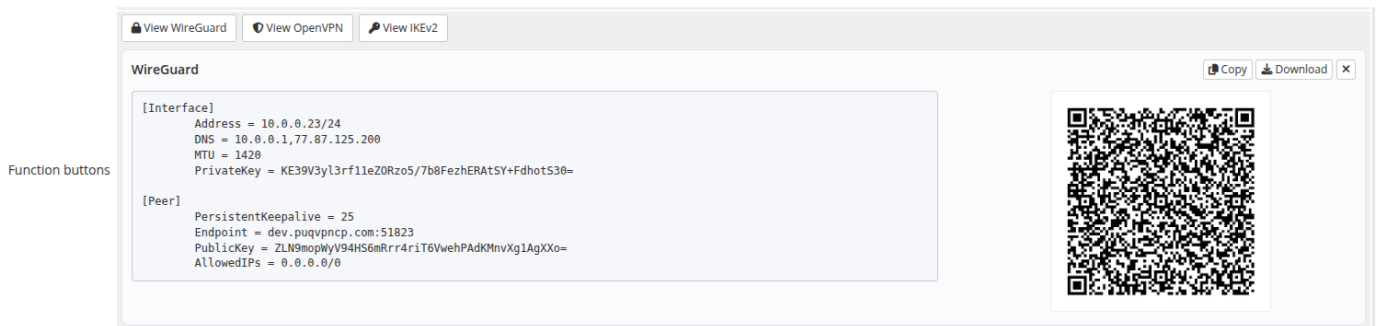 View WireGuard View OpenVPN View IKEv2
WireGuard
Copy Download ×
[Interface]
Address = 10.0.0.23/24
DNS = 10.0.0.1,77.87.125.200
MTU = 1420
PrivateKey = KE39V3yl3rf11eZORzo5/7b8FezhERAtSY+FdhotS30=
[Peer]
PersistentKeepalive = 25
Endpoint = dev.puqvpncp.com:51823
PublicKey = ZLN9mopWyV94HS6mRrr4riT6VwehPAdKMnvXg1AgXXo=
AllowedIPs = 0.0.0.0/0
Function buttons